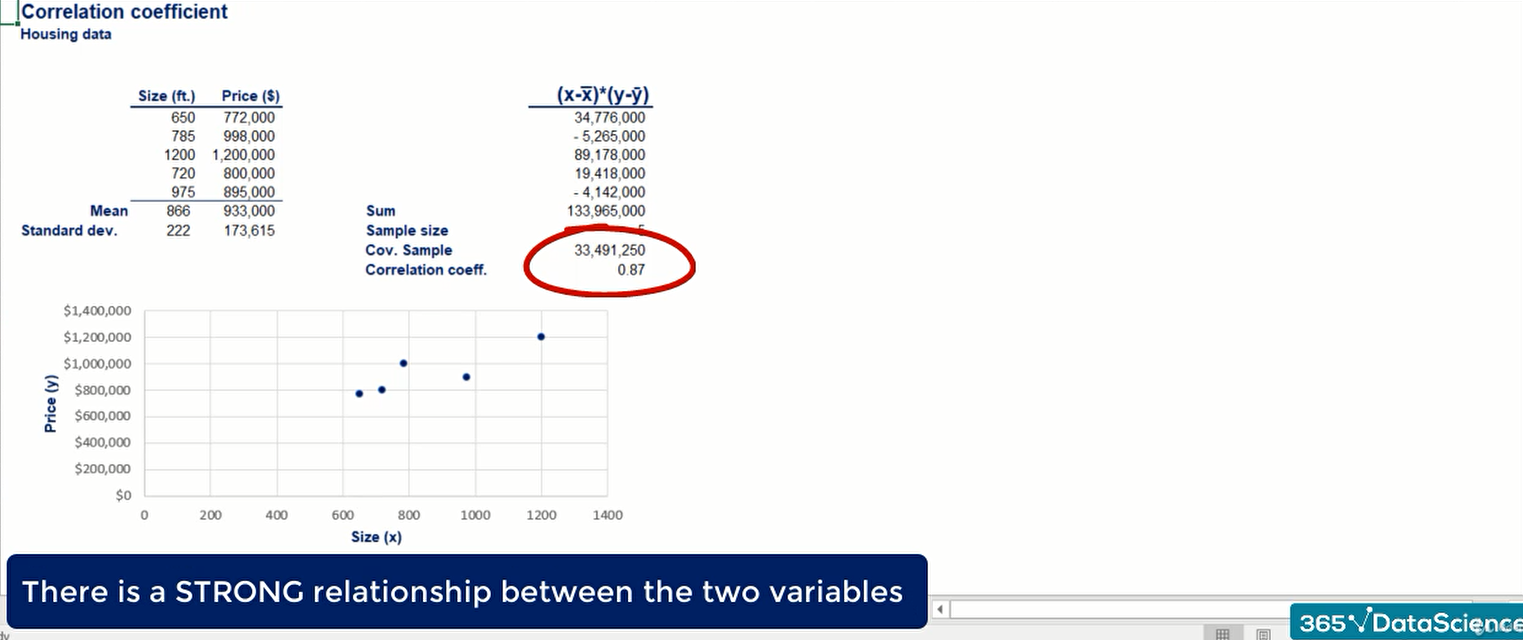 Correlation coefficient
Housing data
Size (ft.) Price ($) (x-x̅)*(y-ȳ)
650 772,000 34,776,000
785 998,000 - 5,265,000
1200 1,200,000 89,178,000
720 800,000 19,418,000
975 895,000 - 4,142,000
Mean 866 933,000 Sum 133,965,000
Standard dev. 222 173,615 Sample size 5
Cov. Sample 33,491,250
Correlation coeff. 0.87
$1,400,000
$1,200,000
$1,000,000
$800,000
$600,000
$400,000
$200,000
$0
Price (y)
0 200 400 600 800 1000 1200 1400
Size (x)
There is a STRONG relationship between the two variables
365 DataScience